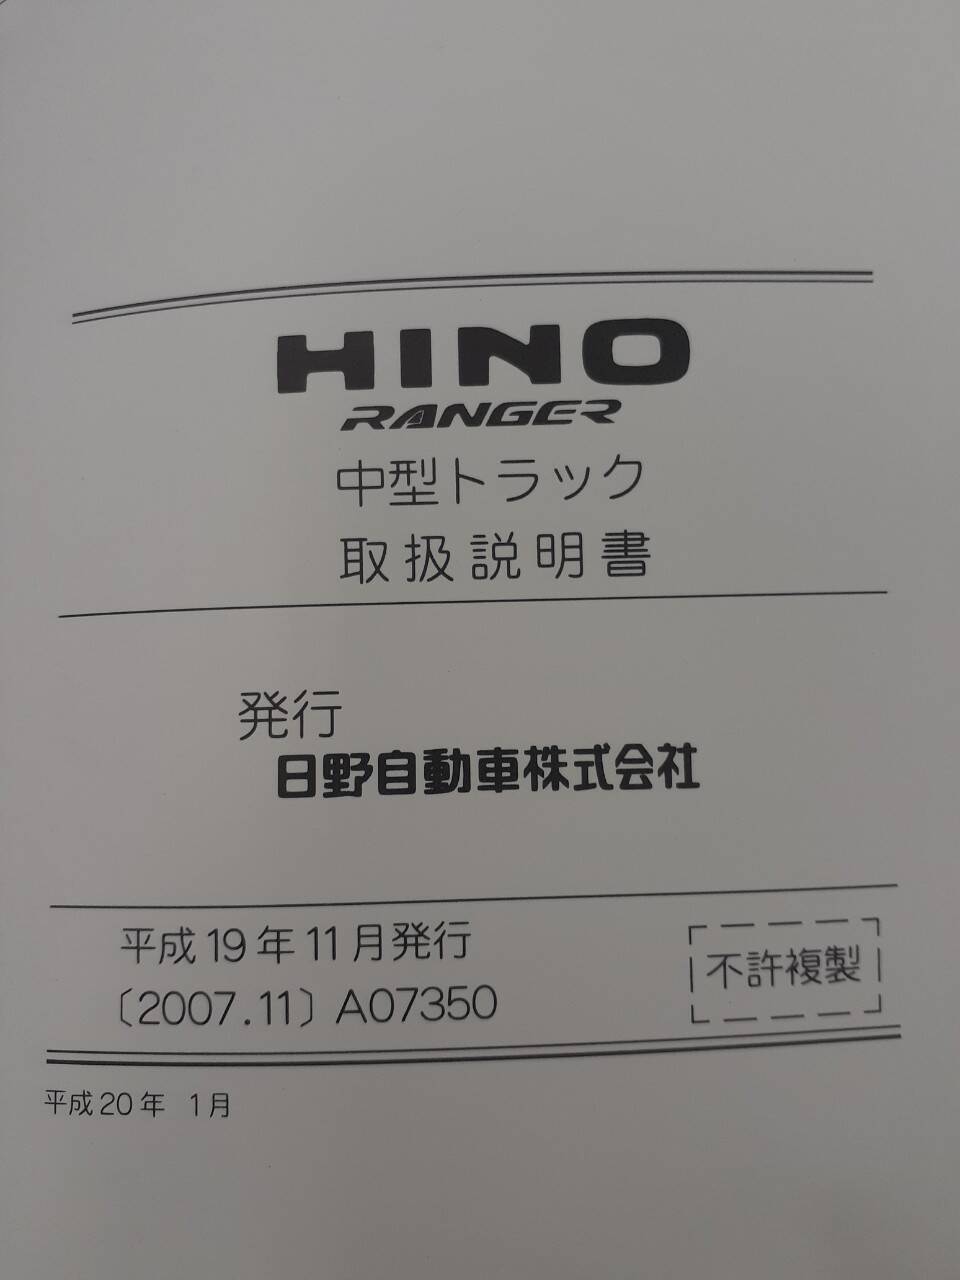 HINO
RANGER
中型トラック
取扱説明書
発行
日野自動車株式会社
平成19年11月発行
〔2007.11〕A07350
不許複製
平成20年 1月